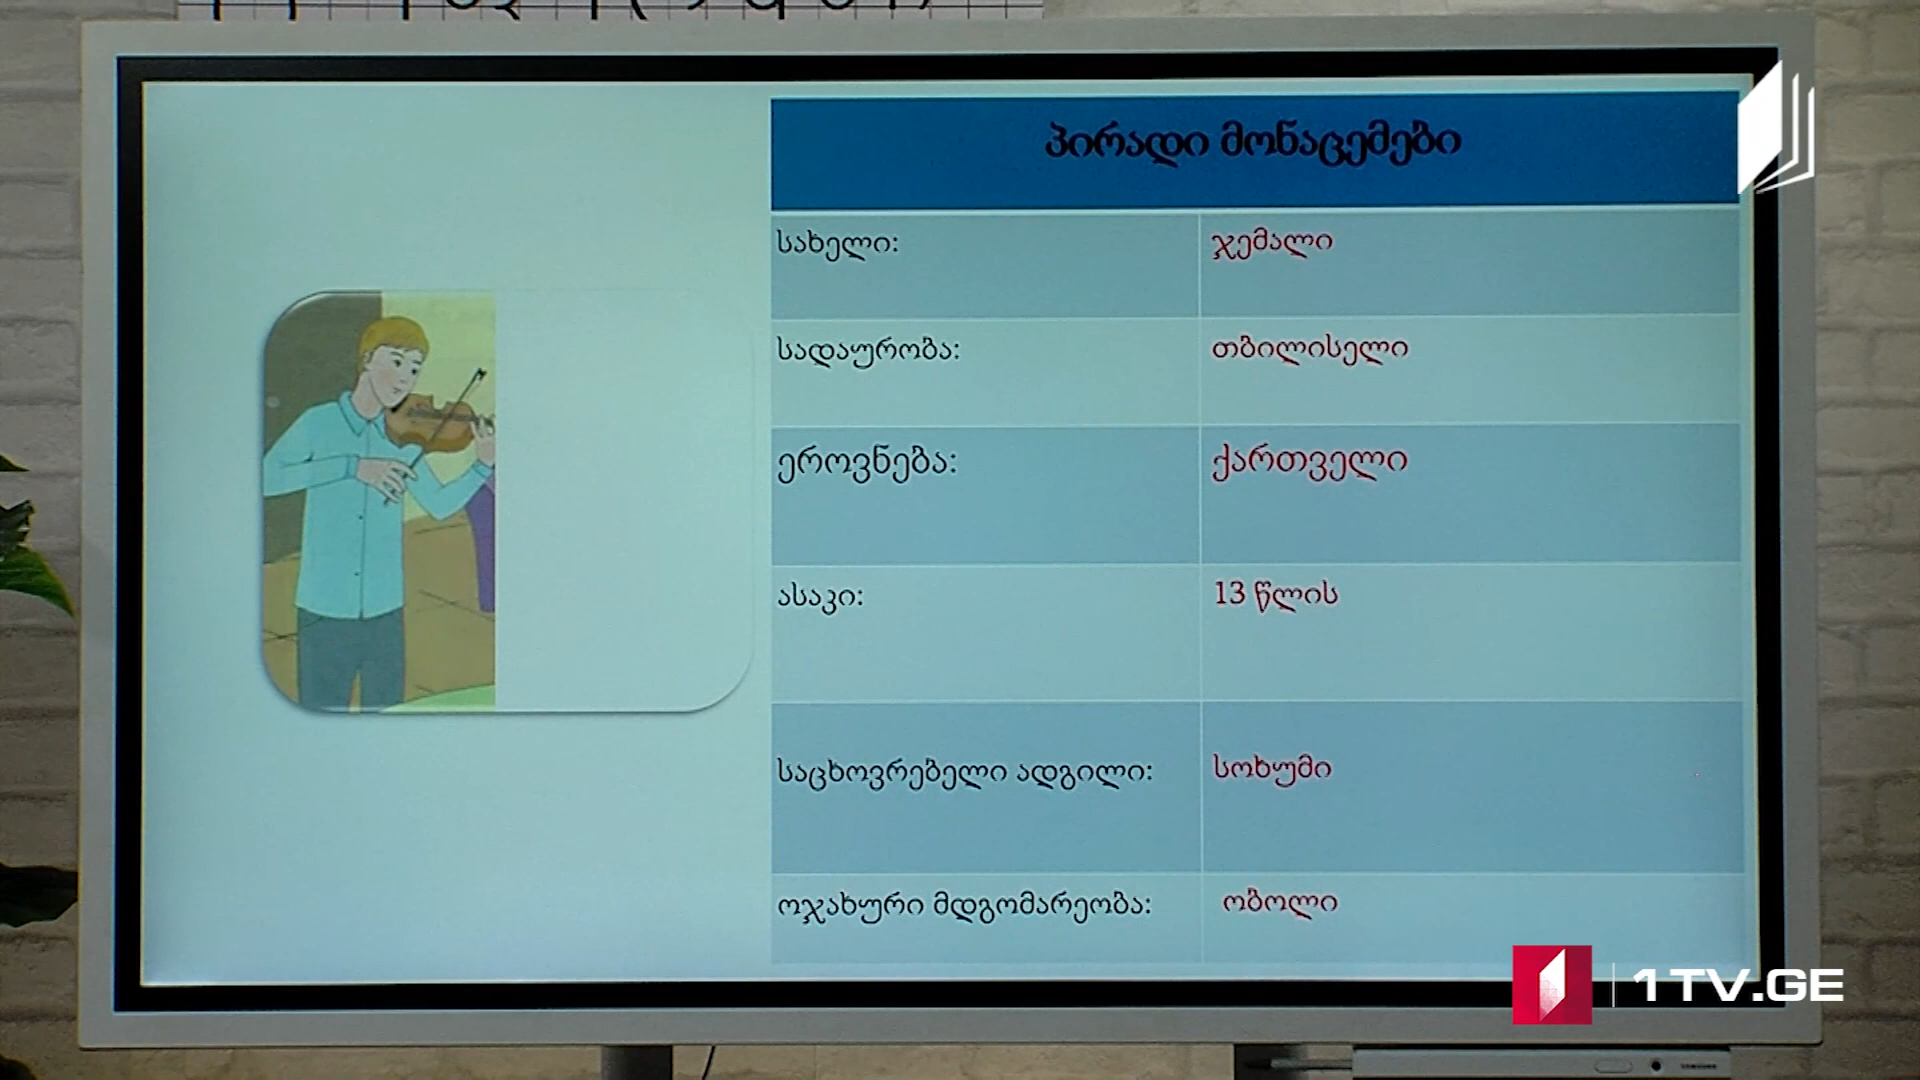 პირადი მონაცემები
სახელი: ჯემალი
სადაურობა: თბილისელი
ეროვნება: ქართველი
ასაკი: 13 წლის
საცხოვრებელი ადგილი: სოხუმი
ოჯახური მდგომარეობა: ობოლი
1TV.GE